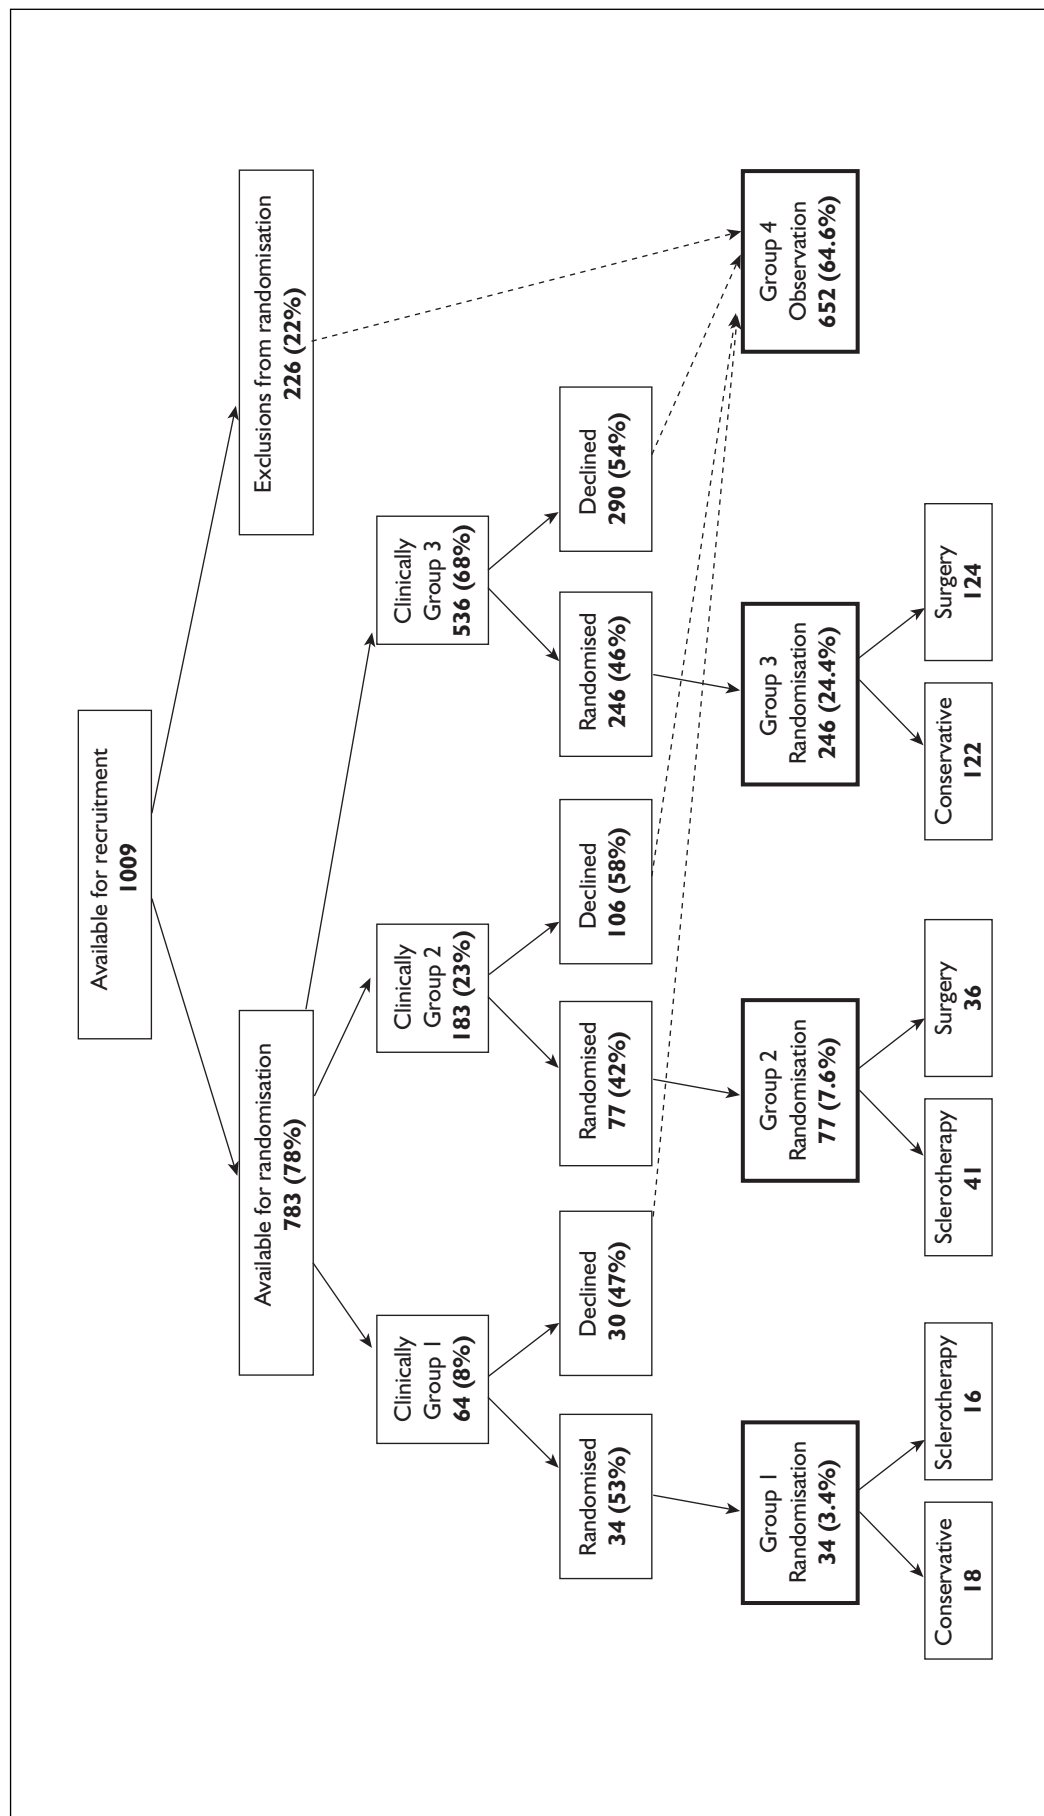 Available for recruitment
1009
Available for randomisation
783 (78%)
Exclusions from randomisation
226 (22%)
Clinically
Group 1
64 (8%)
Clinically
Group 2
183 (23%)
Clinically
Group 3
536 (68%)
Randomised
34 (53%)
Declined
30 (47%)
Randomised
77 (42%)
Declined
106 (58%)
Randomised
246 (46%)
Declined
290 (54%)
Group 1
Randomisation
34 (3.4%)
Group 2
Randomisation
77 (7.6%)
Group 3
Randomisation
246 (24.4%)
Group 4
Observation
652 (64.6%)
Conservative
18
Sclerotherapy
16
Sclerotherapy
41
Surgery
36
Conservative
122
Surgery
124